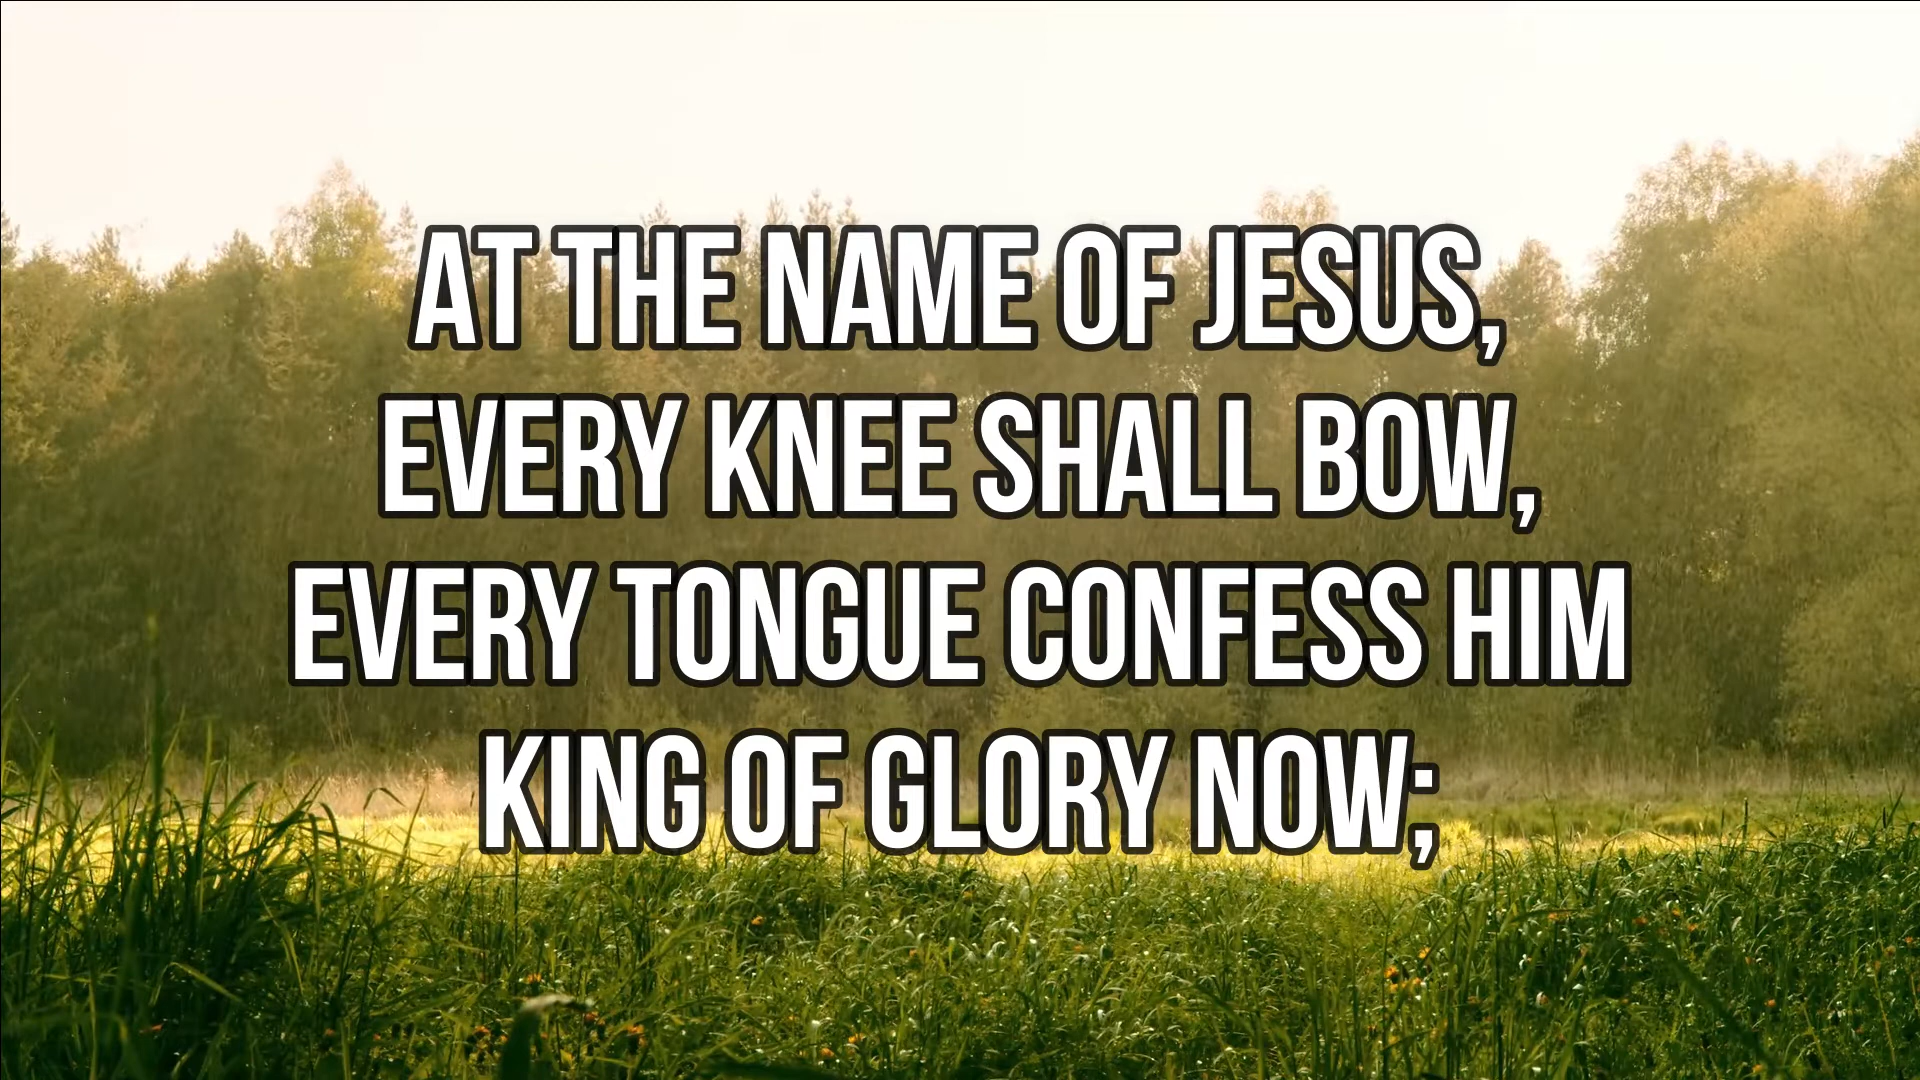 AT THE NAME OF JESUS,
EVERY KNEE SHALL BOW,
EVERY TONGUE CONFESS HIM
KING OF GLORY NOW;